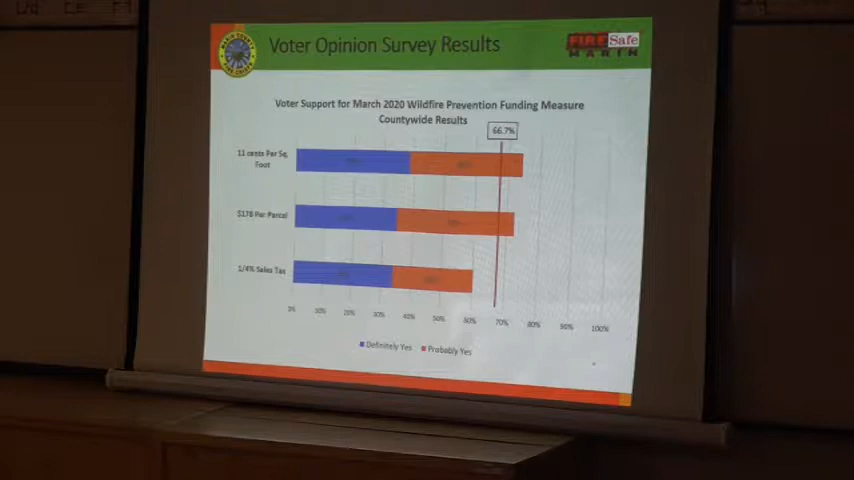 Voter Opinion Survey Results
FIRE Safe
MARIN
Voter Support for March 2020 Wildfire Prevention Funding Measure
Countywide Results
66.7%
11 cents Per Sq.
Foot
$178 Per Parcel
1/4% Sales Tax
0% 10% 20% 30% 40% 50% 60% 70% 80% 90% 100%
Definitely Yes Probably Yes